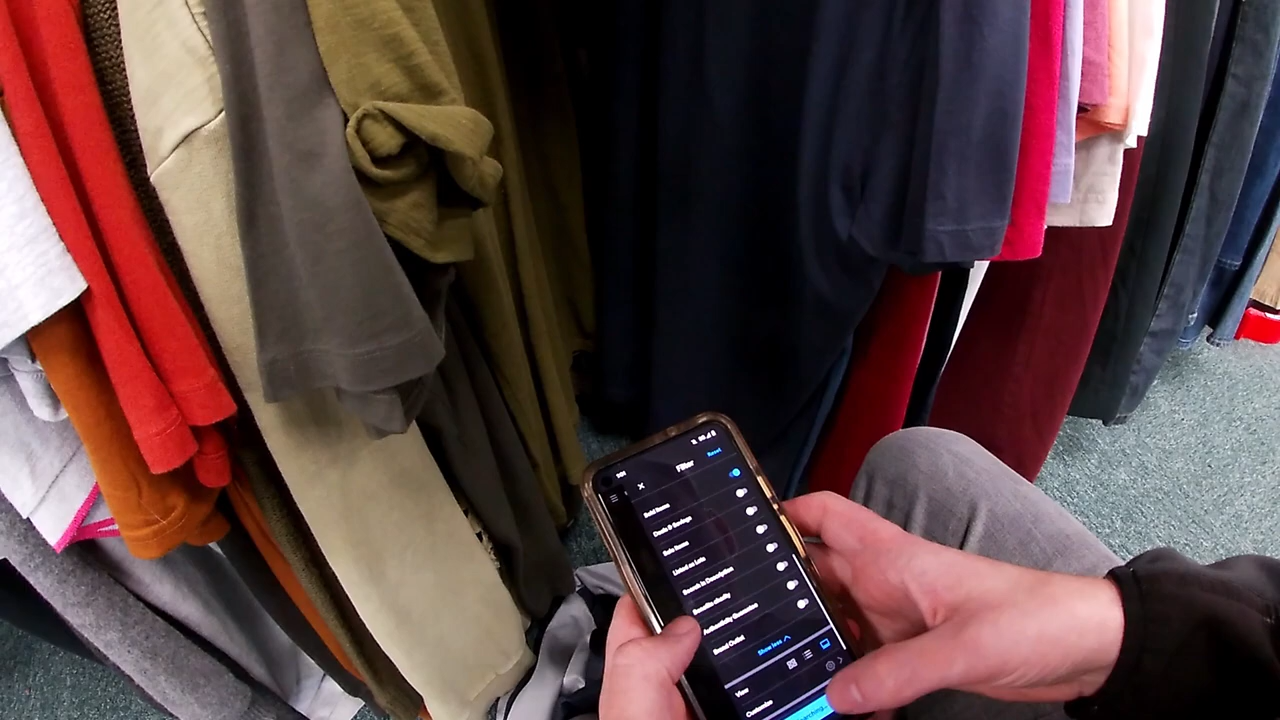 Filter
Reset
Sold Items
Deals & Savings
Sale Items
Listed as Lots
Search in Description
Benefits charity
Authenticity Guarantee
Brand Outlet
Show less
View
Customize